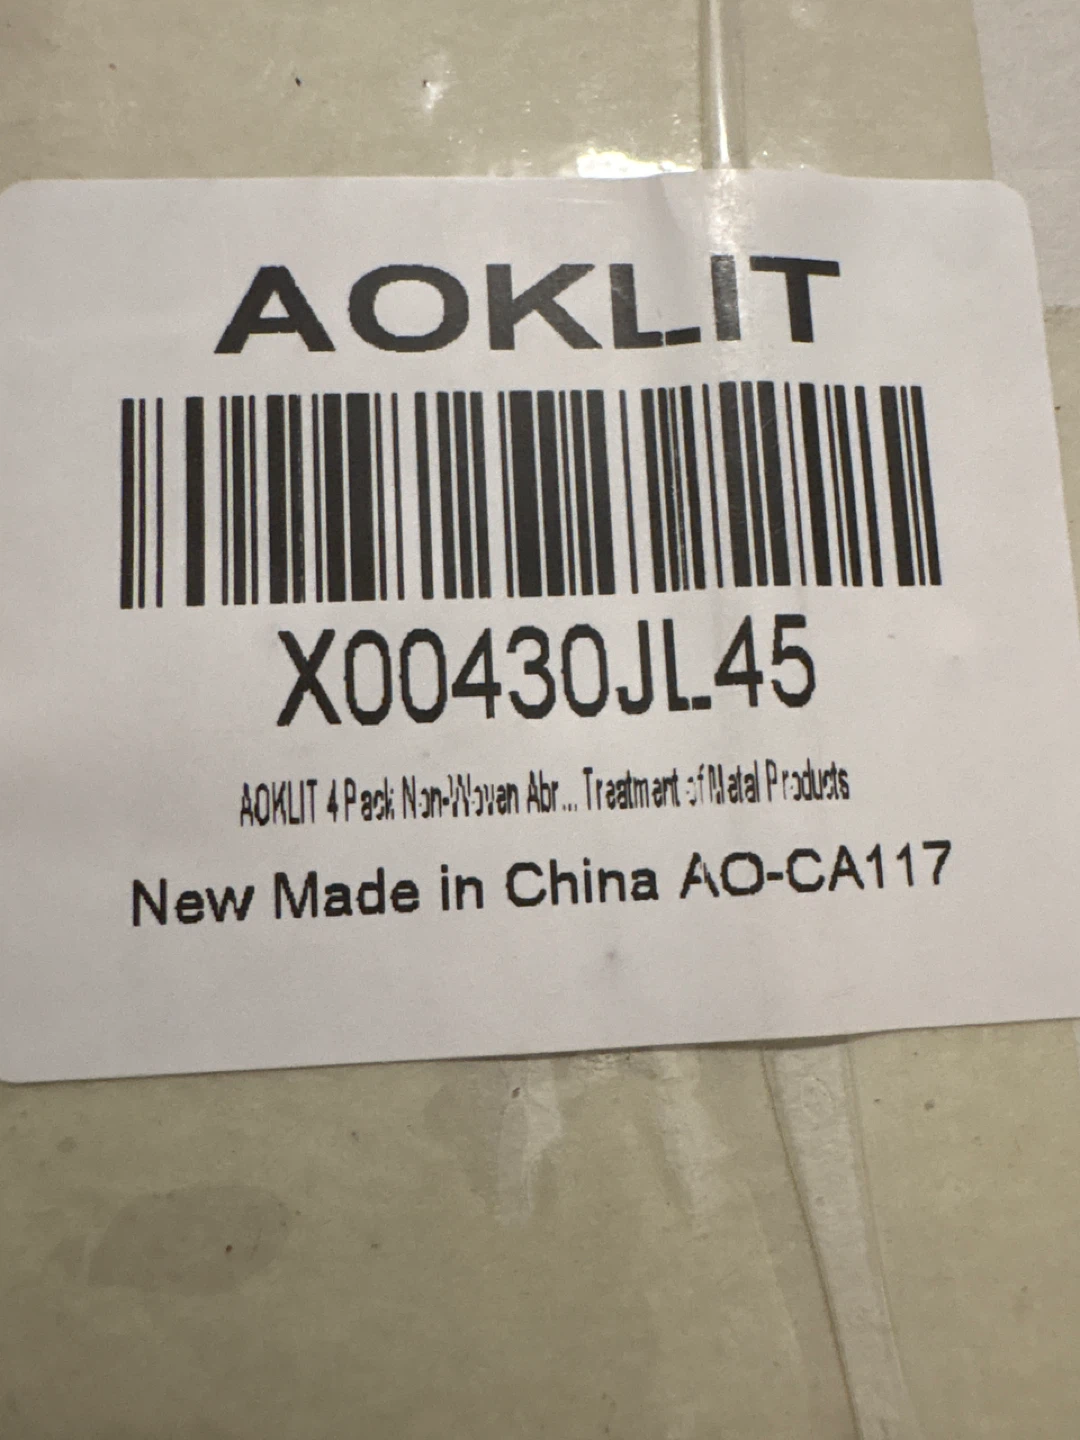 AOKLIT
X00430JL45
AOKLIT 4 Pack Non-Woven Abr... Treatment of Metal Products
New Made in China AO-CA117